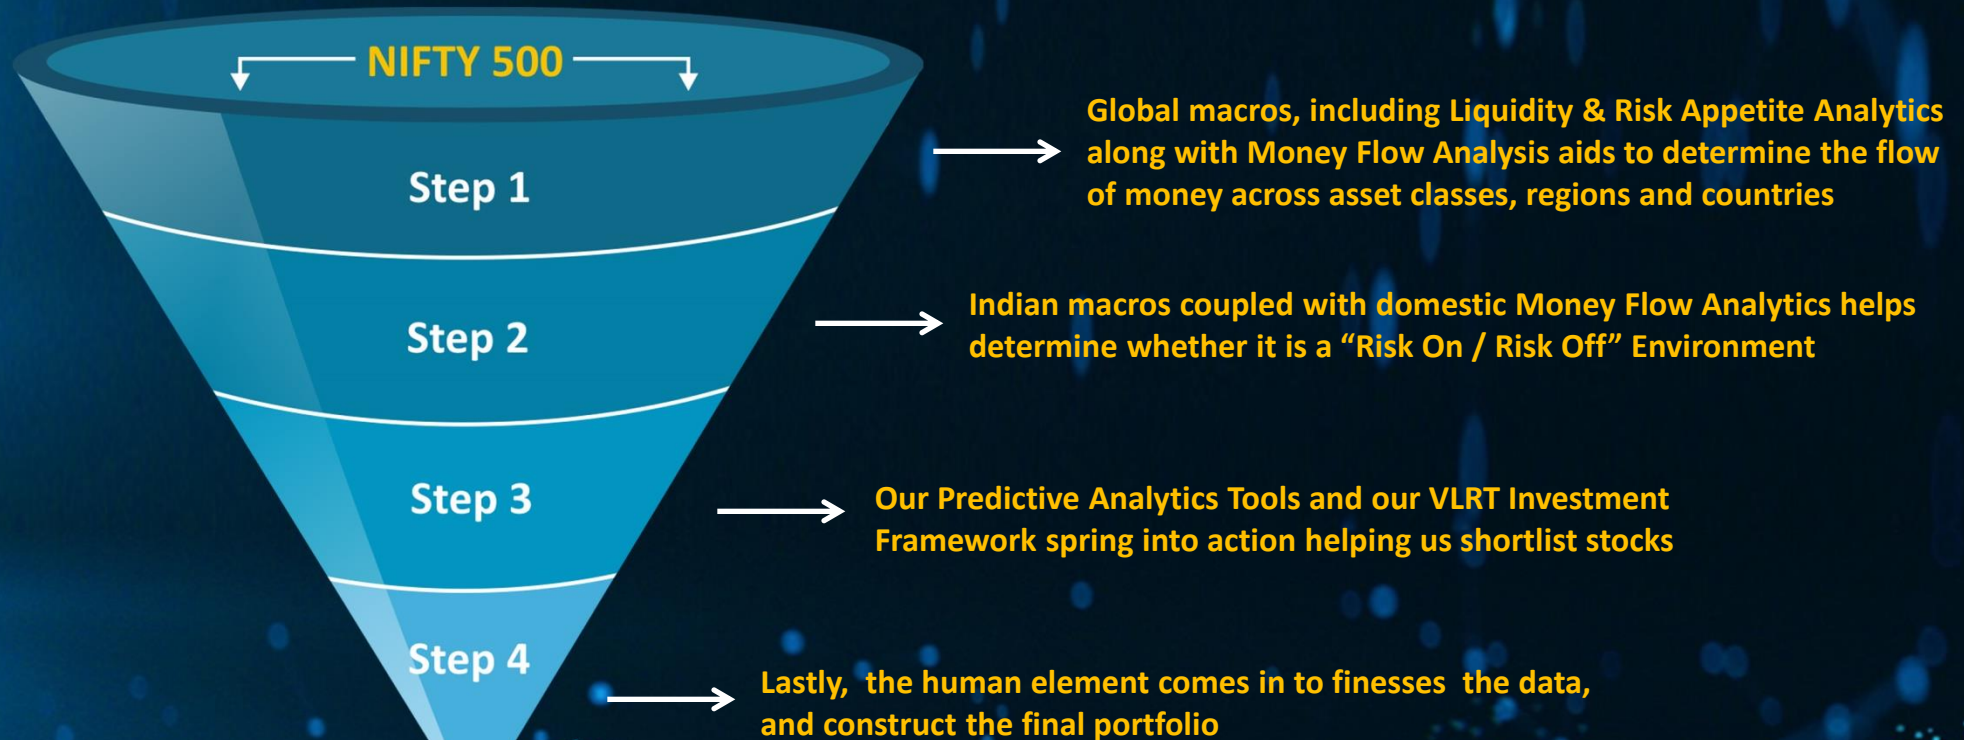 NIFTY 500
Step 1
Global macros, including Liquidity & Risk Appetite Analytics
along with Money Flow Analysis aids to determine the flow
of money across asset classes, regions and countries
Step 2
Indian macros coupled with domestic Money Flow Analytics helps
determine whether it is a “Risk On / Risk Off” Environment
Step 3
Our Predictive Analytics Tools and our VLRT Investment
Framework spring into action helping us shortlist stocks
Step 4
Lastly, the human element comes in to finesses the data,
and construct the final portfolio